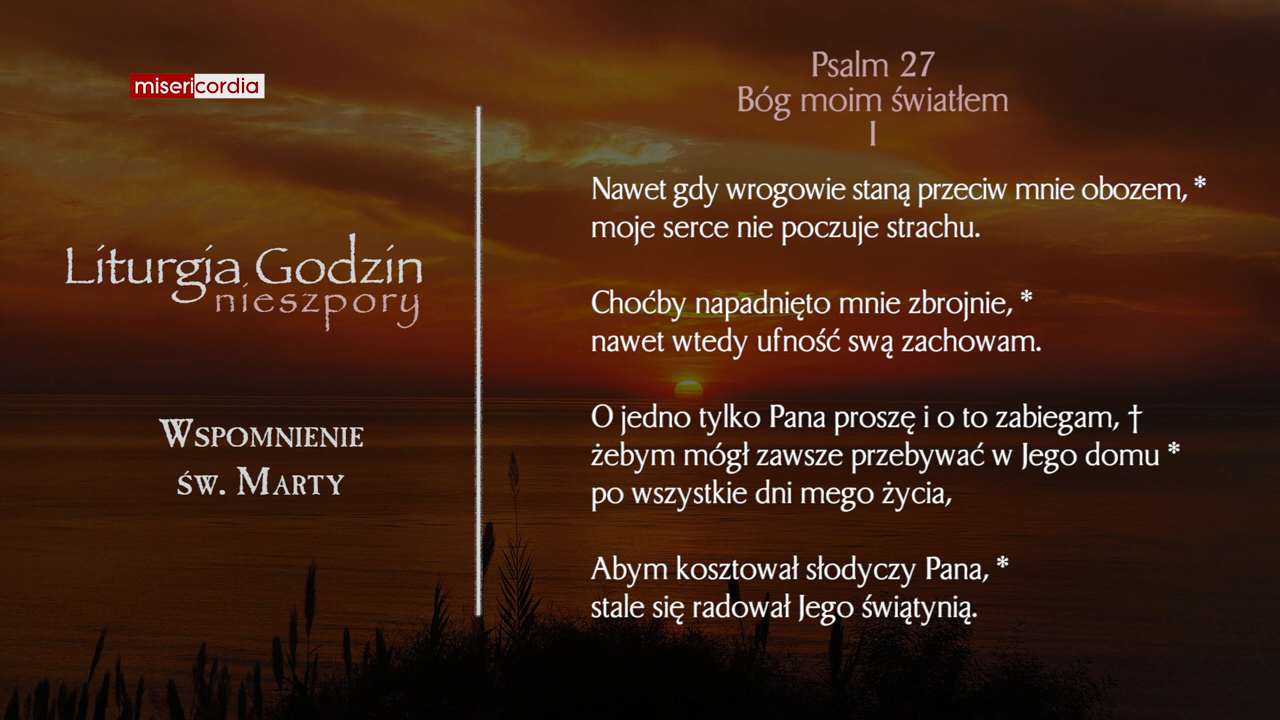 misericordia
Liturgia Godzin
nieszpory
Wspomnienie
św. Marty
Psalm 27
Bóg moim światłem
I
Nawet gdy wrogowie staną przeciw mnie obozem, *
moje serce nie poczuje strachu.
Choćby napadnięto mnie zbrojnie, *
nawet wtedy ufność swą zachowam.
O jedno tylko Pana proszę i o to zabiegam, †
żebym mógł zawsze przebywać w Jego domu *
po wszystkie dni mego życia,
Abym kosztował słodyczy Pana, *
stale się radował Jego świątynią.